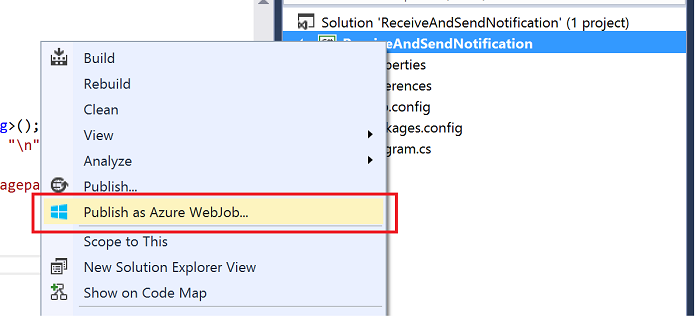 Solution 'ReceiveAndSendNotification' (1 project)
ReceiveAndSendNotification
Build
Rebuild
Clean
View
Analyze
Publish...
Publish as Azure WebJob...
Scope to This
New Solution Explorer View
Show on Code Map
perties
erences
.config
kages.config
gram.cs
g>();
"\n"
agepa